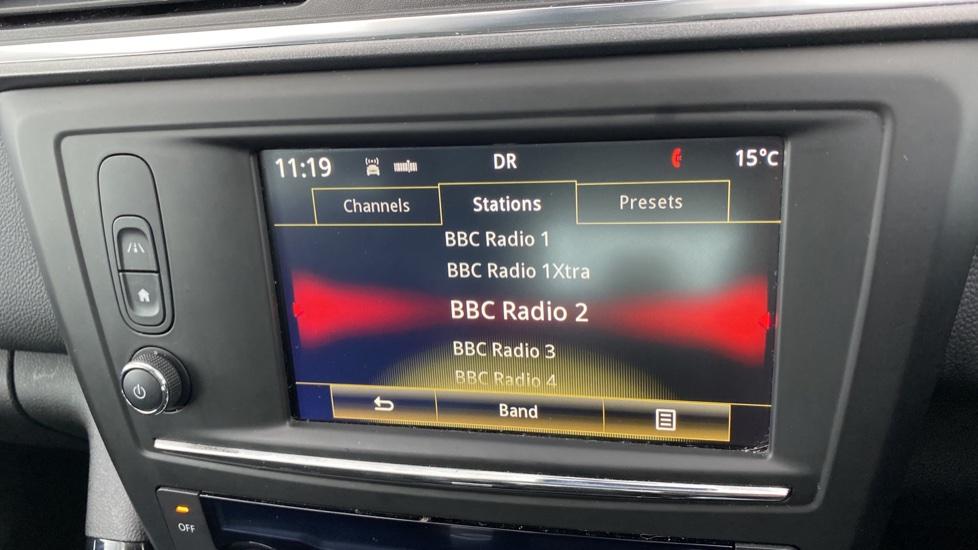 11:19 DR 15°C
Channels Stations Presets
BBC Radio 1
BBC Radio 1Xtra
BBC Radio 2
BBC Radio 3
BBC Radio 4
Band
OFF